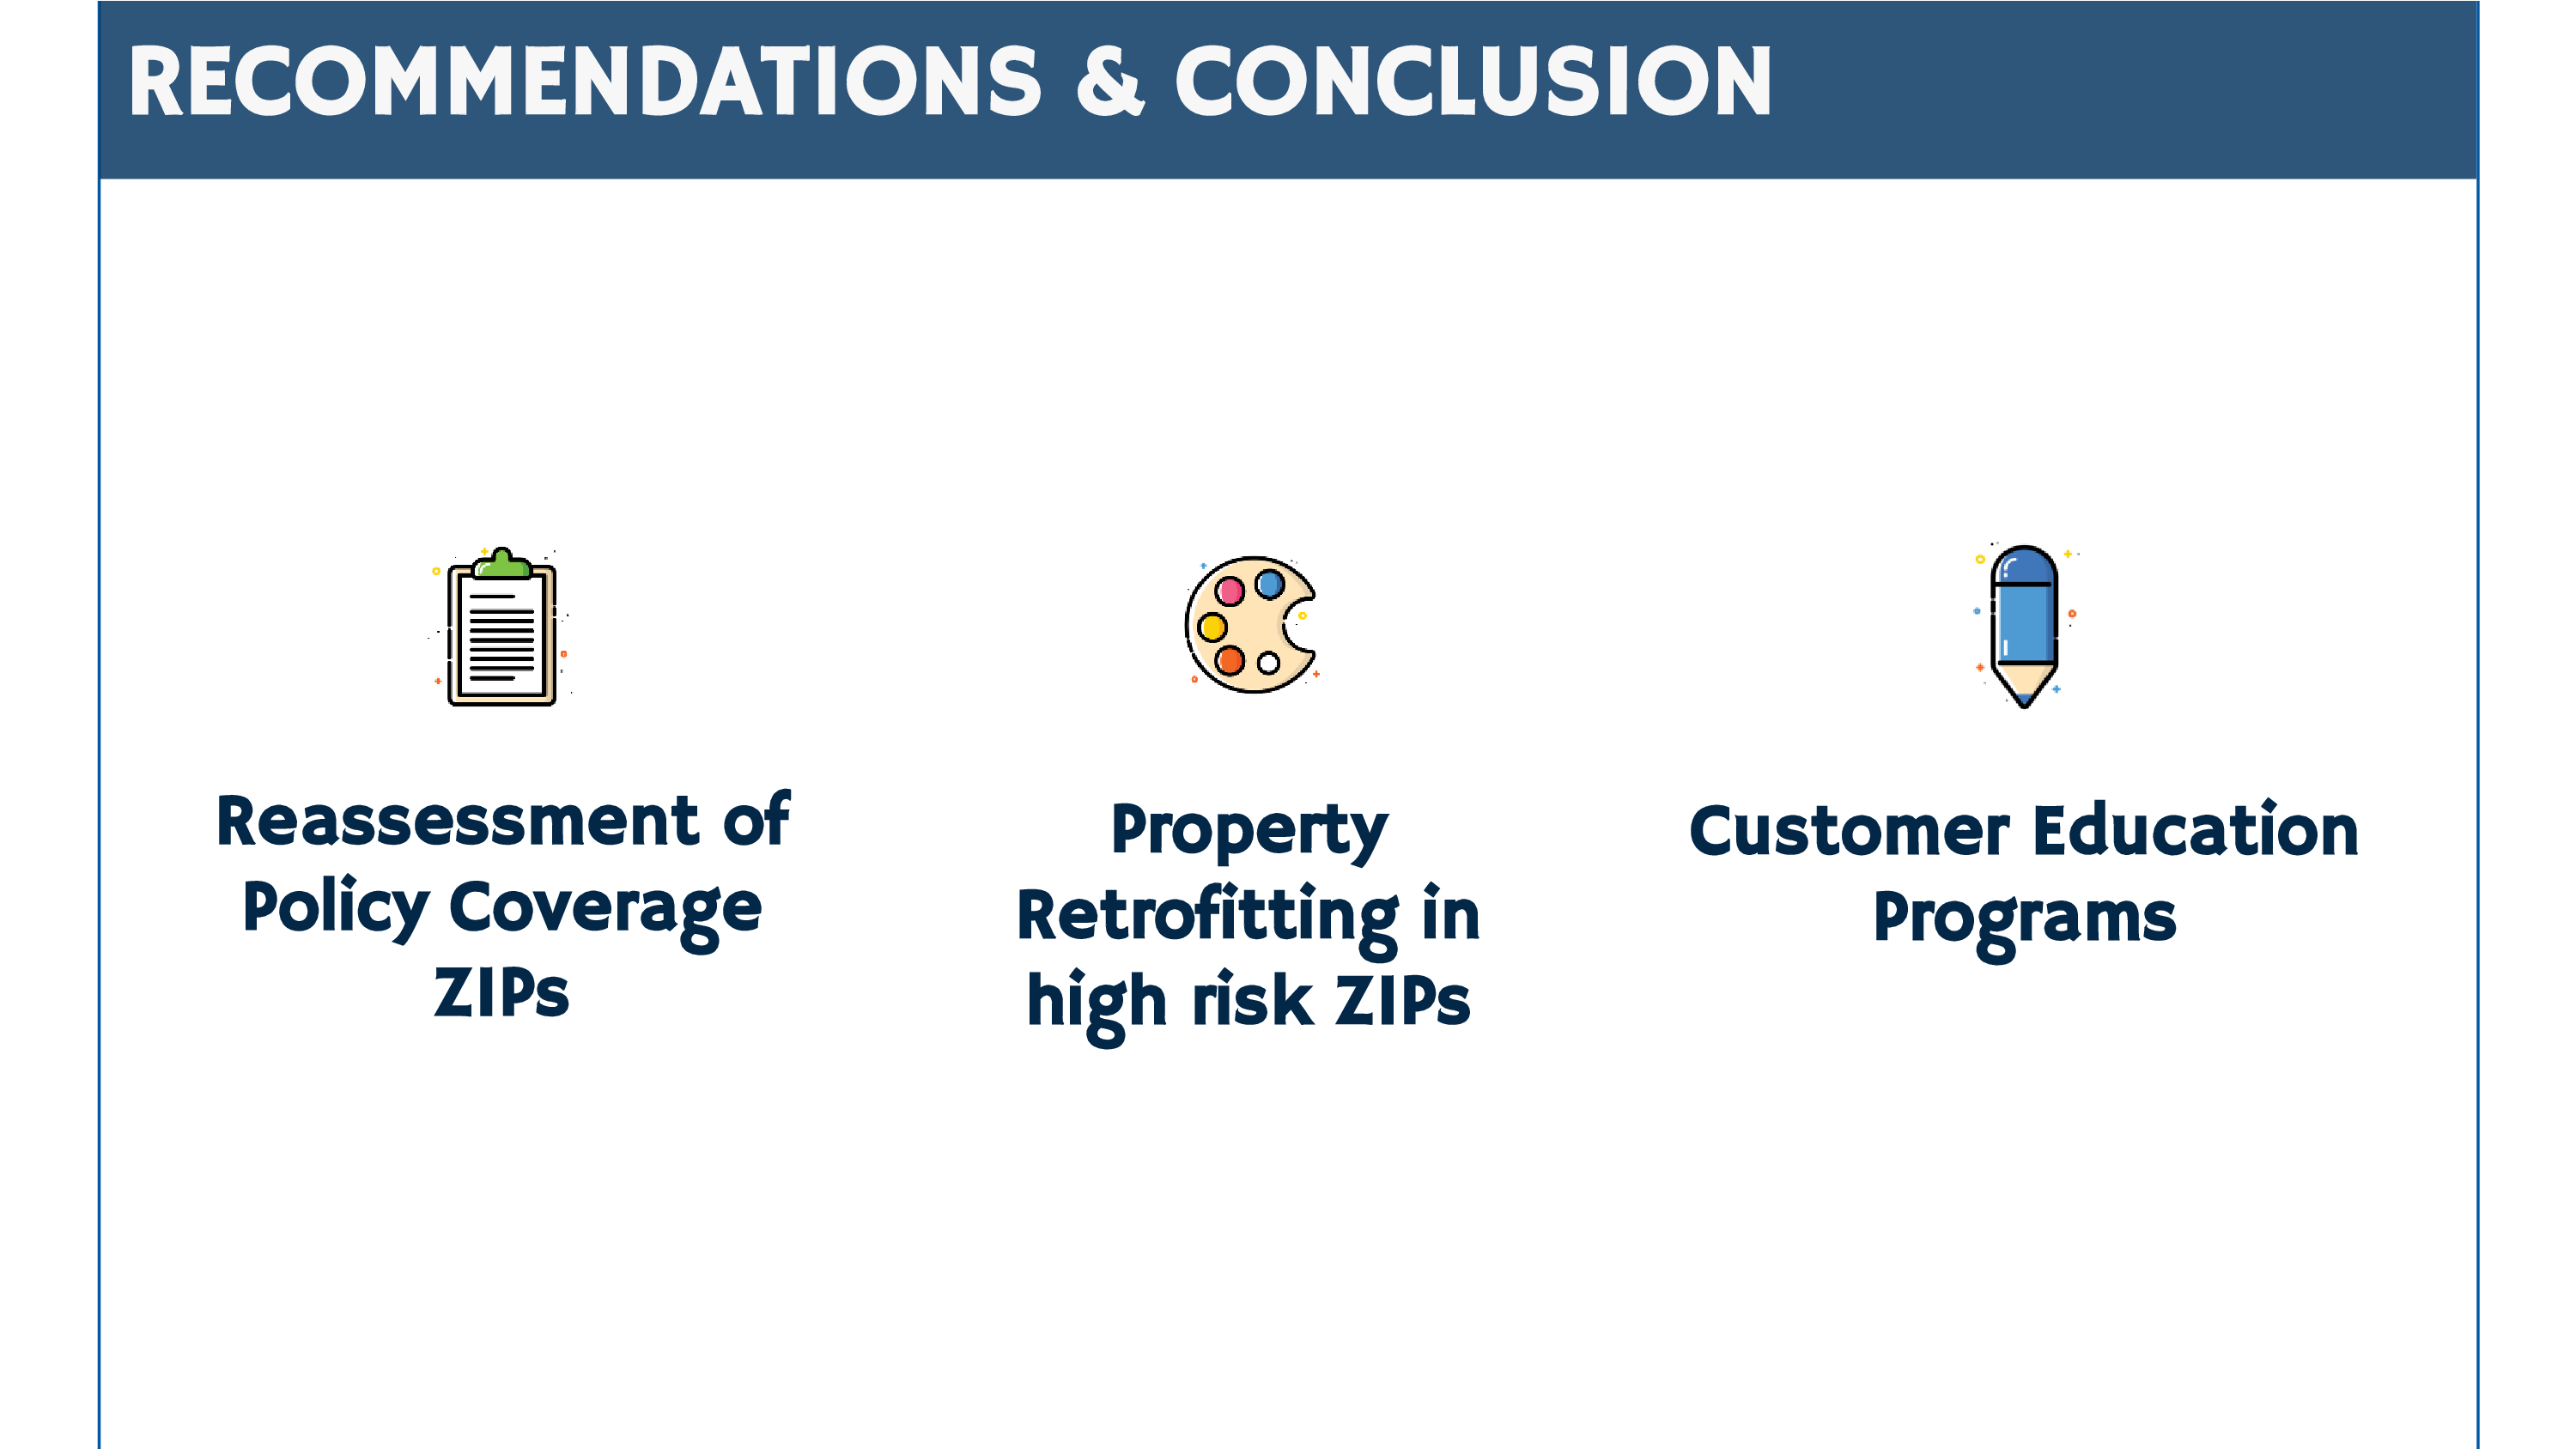 RECOMMENDATIONS & CONCLUSION
Reassessment of
Policy Coverage
ZIPs
Property
Retrofitting in
high risk ZIPs
Customer Education
Programs